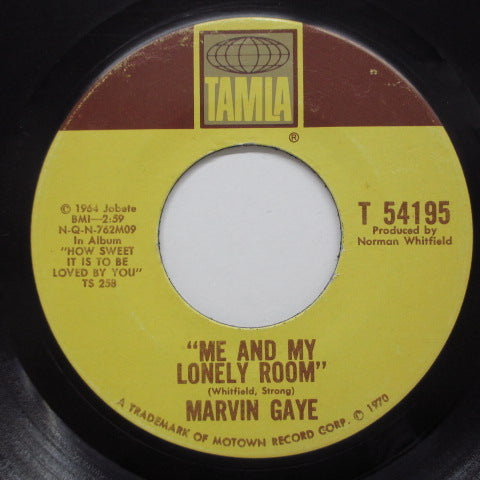 TAMLA
®
© 1964 Jobete
BMI—2:59
N-Q-N-762M09
In Album
"HOW SWEET
IT IS TO BE
LOVED BY YOU"
TS 258
T 54195
Produced by
Norman Whitfield
"ME AND MY
LONELY ROOM"
(Whitfield, Strong)
MARVIN GAYE
A TRADEMARK OF MOTOWN RECORD CORP. © 1970